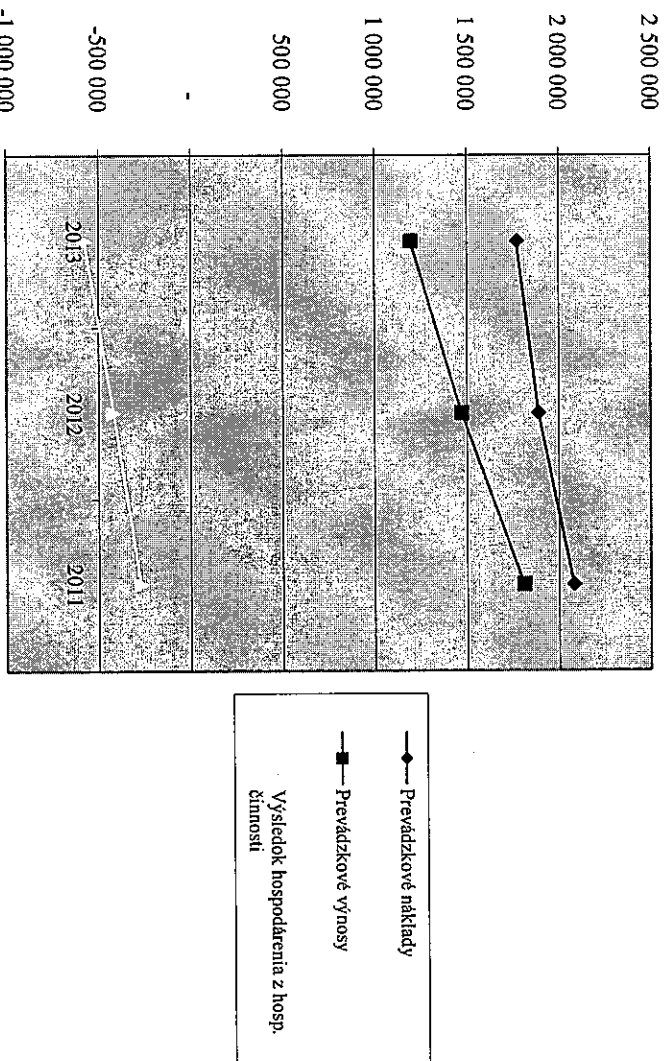 2 500 000
2 000 000
1 500 000
1 000 000
500 000
-
-500 000
-1 000 000
2013
2012
2011
Prevádzkové náklady
Prevádzkové výnosy
Výsledok hospodárenia z hosp.
činnosti